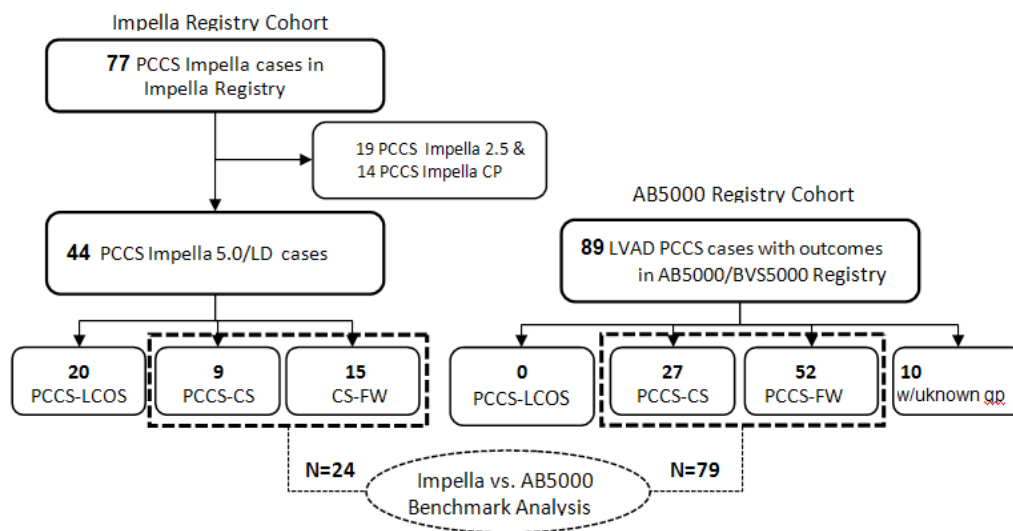 Impella Registry Cohort
77 PCCS Impella cases in
Impella Registry
19 PCCS Impella 2.5 &
14 PCCS Impella CP
44 PCCS Impella 5.0/LD cases
20
PCCS-LCOS
9
PCCS-CS
15
CS-FW
AB5000 Registry Cohort
89 LVAD PCCS cases with outcomes
in AB5000/BVS5000 Registry
0
PCCS-LCOS
27
PCCS-CS
52
PCCS-FW
10
w/uknown gp
N=24
Impella vs. AB5000
Benchmark Analysis
N=79